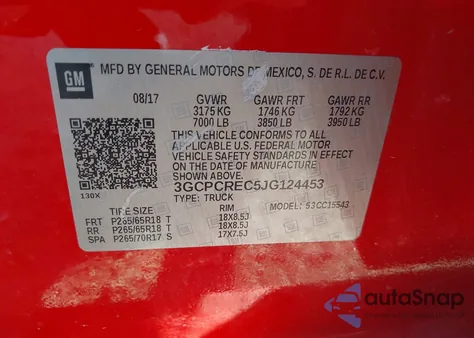 GM
MFD BY GENERAL MOTORS DE MEXICO, S. DE R.L. DE C.V.
08/17 GVWR GAWR FRT GAWR RR
3175 KG 1746 KG 1792 KG
7000 LB 3850 LB 3950 LB
THIS VEHICLE CONFORMS TO ALL
APPLICABLE U.S. FEDERAL MOTOR
VEHICLE SAFETY STANDARDS IN EFFECT
ON THE DATE OF MANUFACTURE
SHOWN ABOVE.
130X 3GCPCREC5JG124453
TYPE: TRUCK MODEL: 53CC15543
TIRE SIZE RIM
FRT P265/65R18 T 18X8.5J
RR P265/65R18 T 18X8.5J
SPA P265/70R17 S 17X7.5J
autoSnap